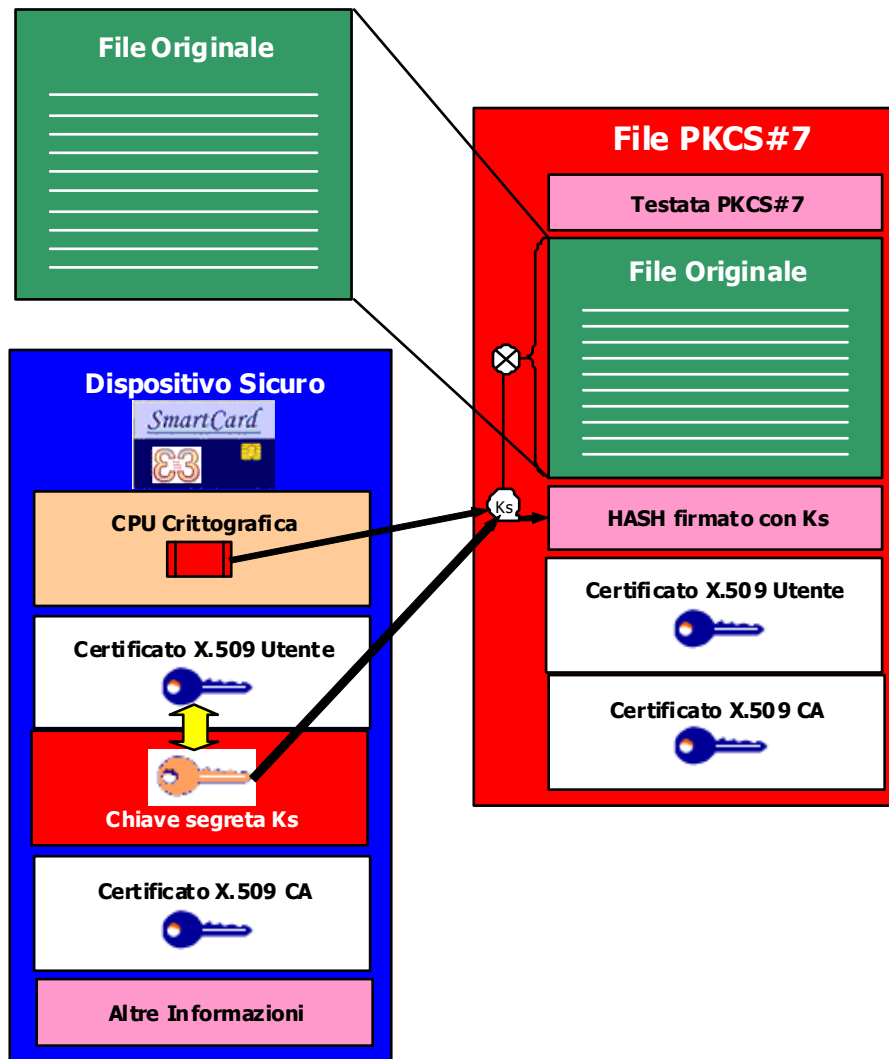 File Originale
File PKCS#7
Testata PKCS#7
File Originale
HASH firmato con Ks
Certificato X.509 Utente
Certificato X.509 CA
Ks
Dispositivo Sicuro
SmartCard
CPU Crittografica
Certificato X.509 Utente
Chiave segreta Ks
Certificato X.509 CA
Altre Informazioni